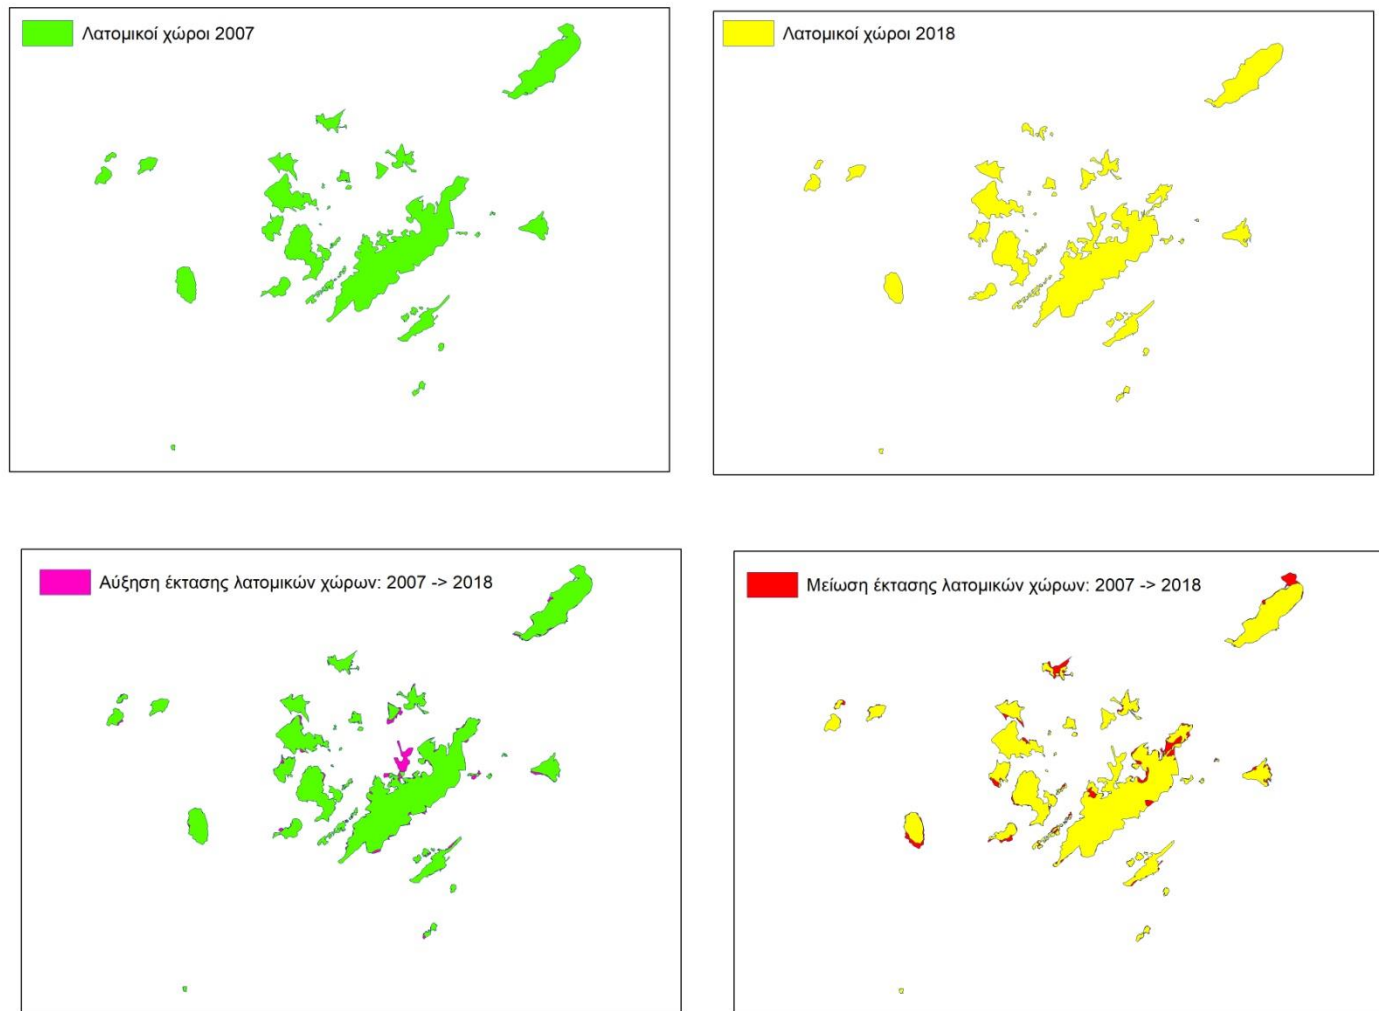 Λατομικοί χώροι 2007
Λατομικοί χώροι 2018
Αύξηση έκτασης λατομικών χώρων: 2007 -> 2018
Μείωση έκτασης λατομικών χώρων: 2007 -> 2018